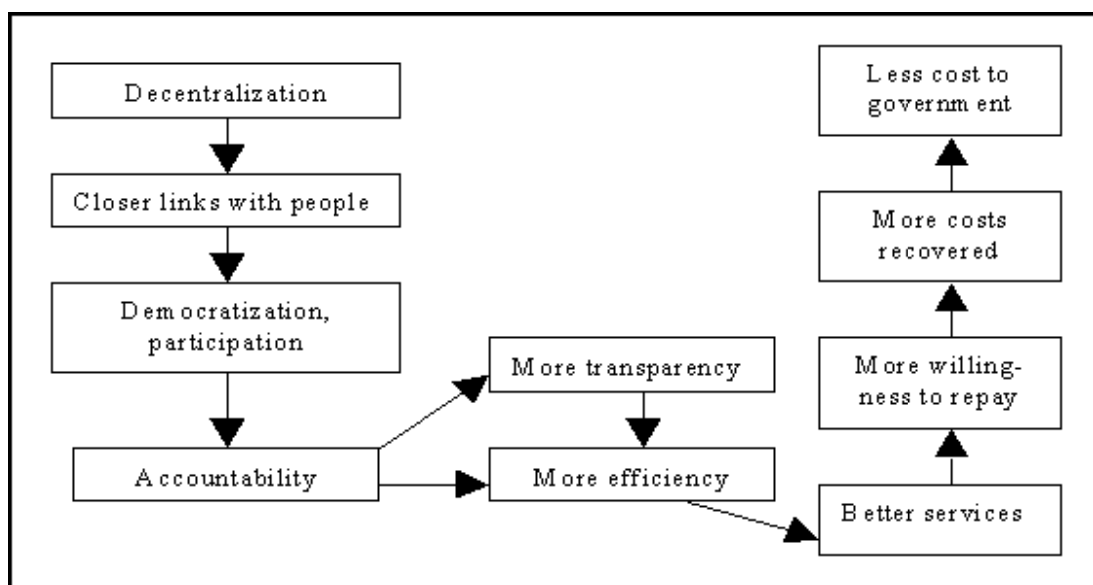 Decentralization
Closer links with people
Democratization,
participation
Accountability
More transparency
More efficiency
Less cost to
government
More costs
recovered
More willing-
ness to repay
Better services